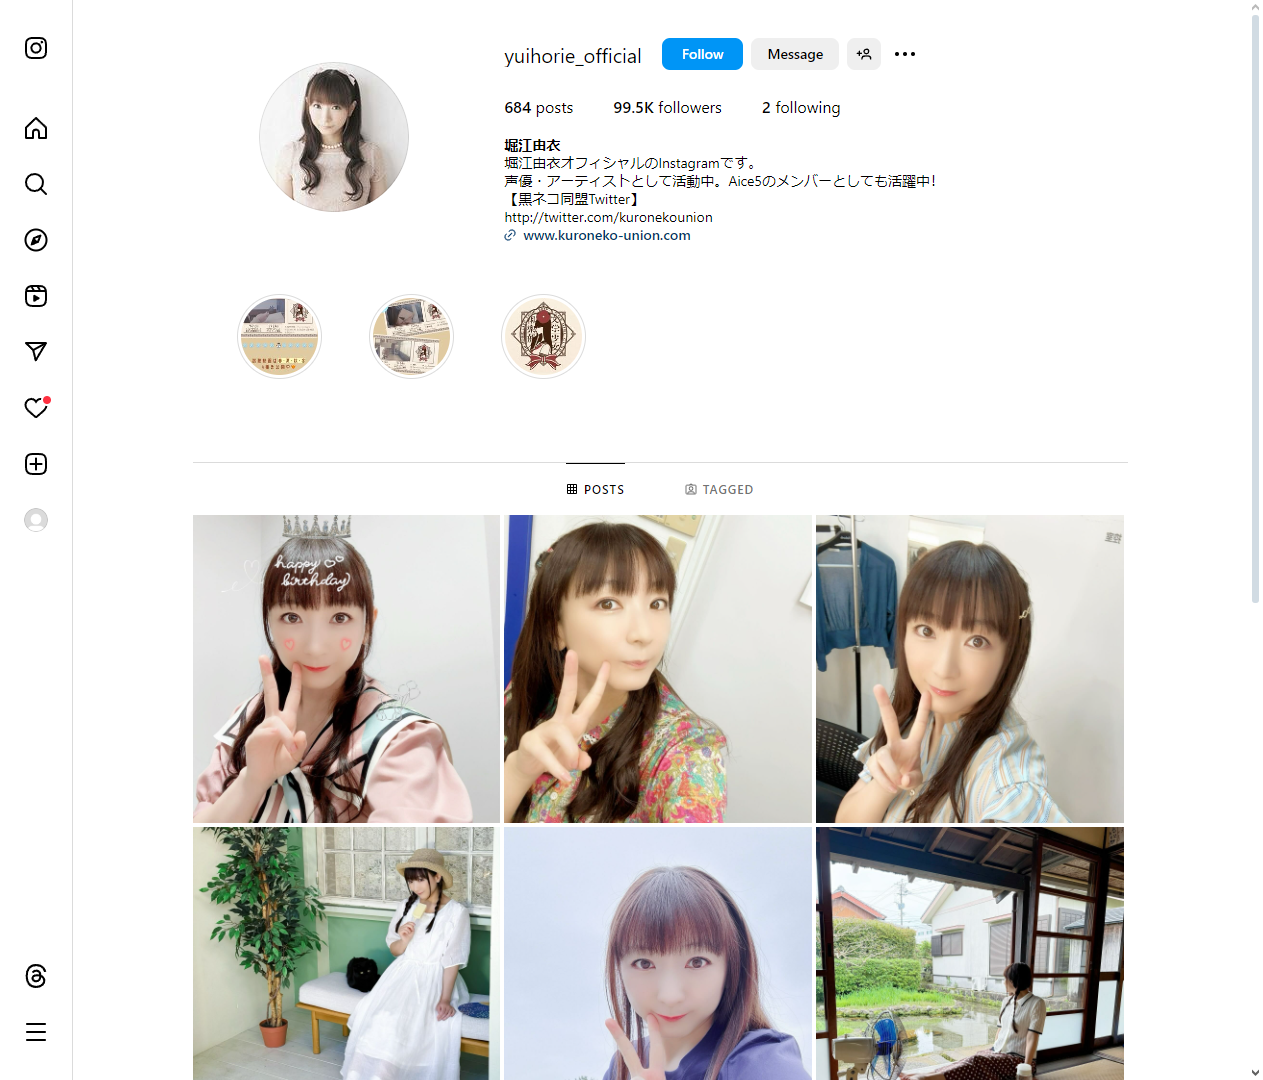 yuihorie_official
Follow
Message
684 posts
99.5K followers
2 following
堀江由衣
堀江由衣オフィシャルのInstagramです。
声優・アーティストとして活動中。Aice5のメンバーとしても活躍中!
【黒ネコ同盟Twitter】
http://twitter.com/kuronekounion
www.kuroneko-union.com
POSTS
TAGGED
happy
birthday